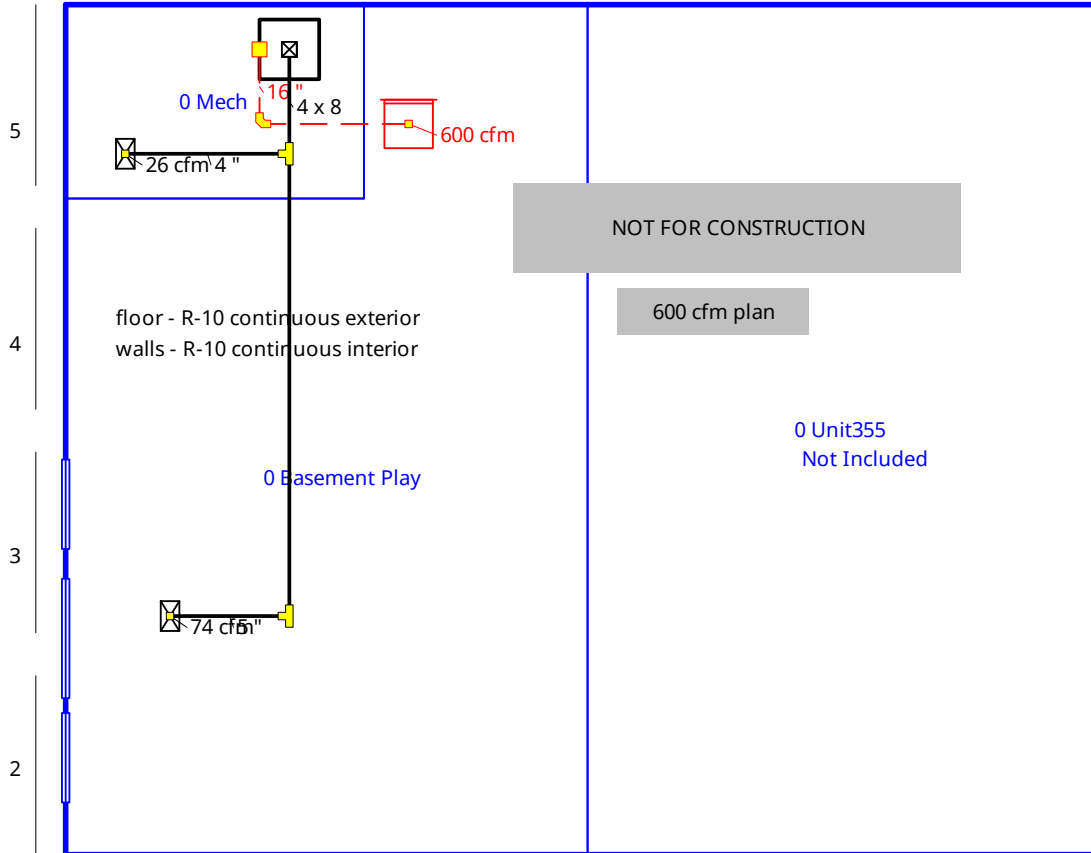 16 "
0 Mech
4 x 8
5
600 cfm
26 cfm 4 "
NOT FOR CONSTRUCTION
600 cfm plan
floor - R-10 continuous exterior
walls - R-10 continuous interior
4
0 Unit355
Not Included
0 Basement Play
3
74 cfm 5 "
2